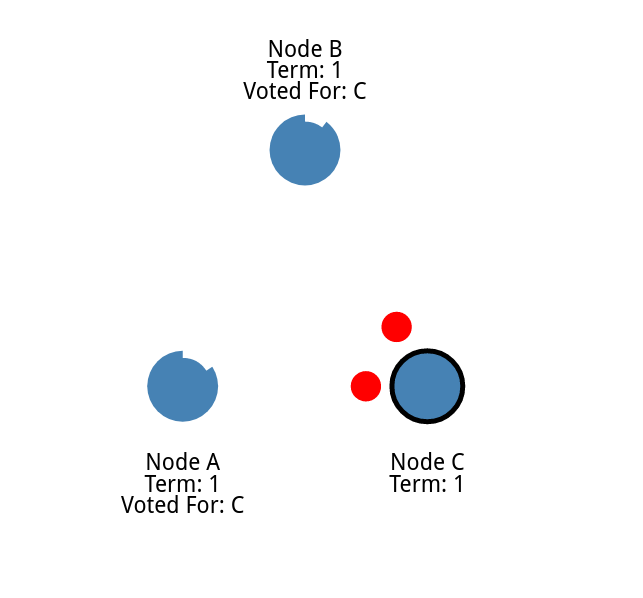 Node B
Term: 1
Voted For: C
Node A
Term: 1
Voted For: C
Node C
Term: 1